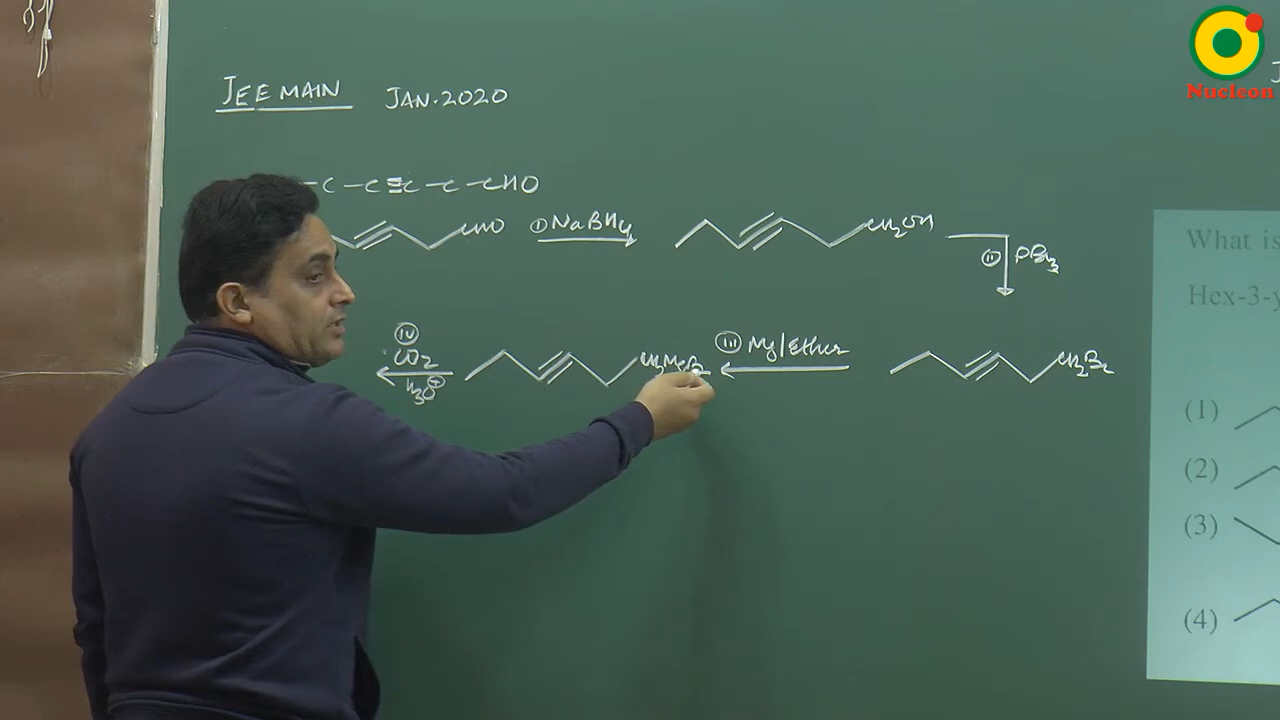 JEE MAIN JAN.2020
-C-C≡C-C-CHO
CHO ① NaBH4 CH2OH
ⓘⓘ PBr3
ⓘⓥ CO2 H3O⊕ CH2MgBr ⓘⓘⓘ Mg/Ether CH2Br
Nucleon
What is
Hex-3-y
(1)
(2)
(3)
(4)